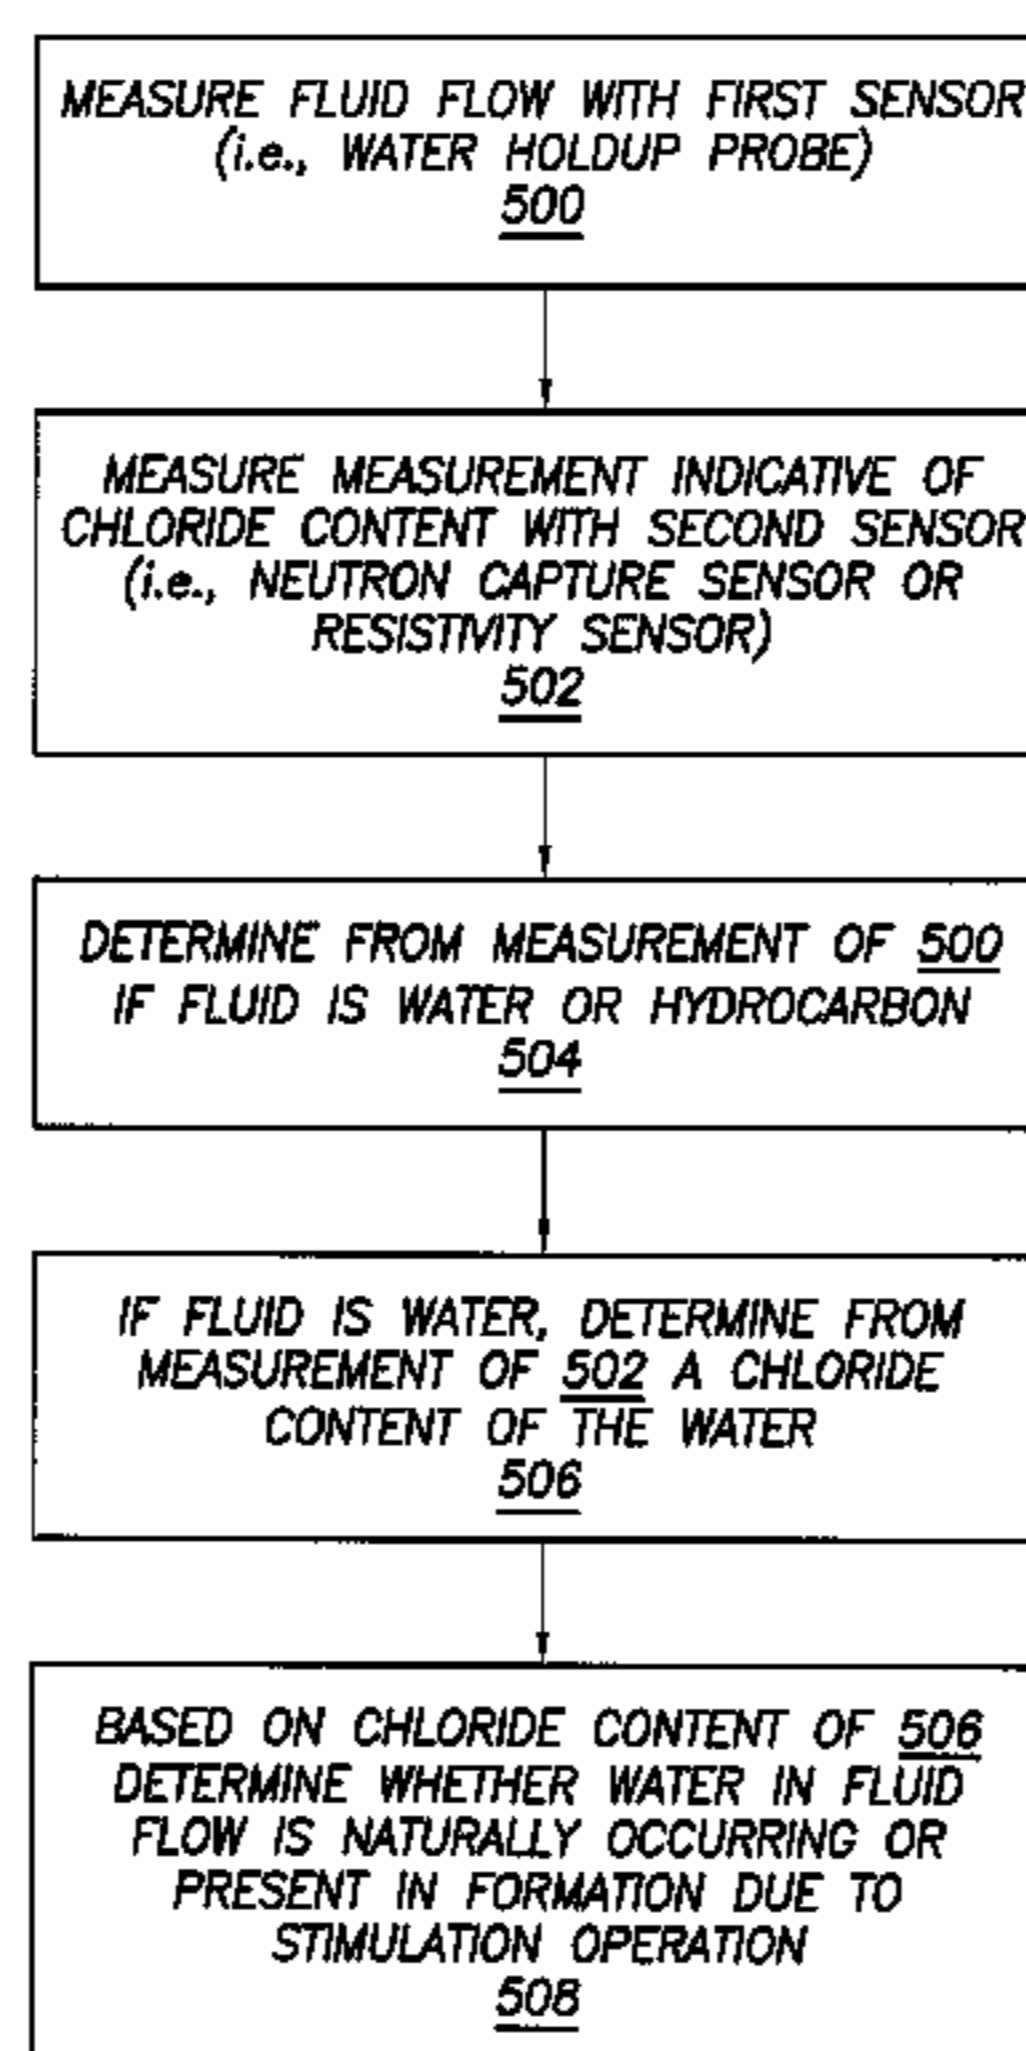 MEASURE FLUID FLOW WITH FIRST SENSOR
(i.e., WATER HOLDUP PROBE)
500
MEASURE MEASUREMENT INDICATIVE OF
CHLORIDE CONTENT WITH SECOND SENSOR
(i.e., NEUTRON CAPTURE SENSOR OR
RESISTIVITY SENSOR)
502
DETERMINE FROM MEASUREMENT OF 500
IF FLUID IS WATER OR HYDROCARBON
504
IF FLUID IS WATER, DETERMINE FROM
MEASUREMENT OF 502 A CHLORIDE
CONTENT OF THE WATER
506
BASED ON CHLORIDE CONTENT OF 506
DETERMINE WHETHER WATER IN FLUID
FLOW IS NATURALLY OCCURRING OR
PRESENT IN FORMATION DUE TO
STIMULATION OPERATION
508